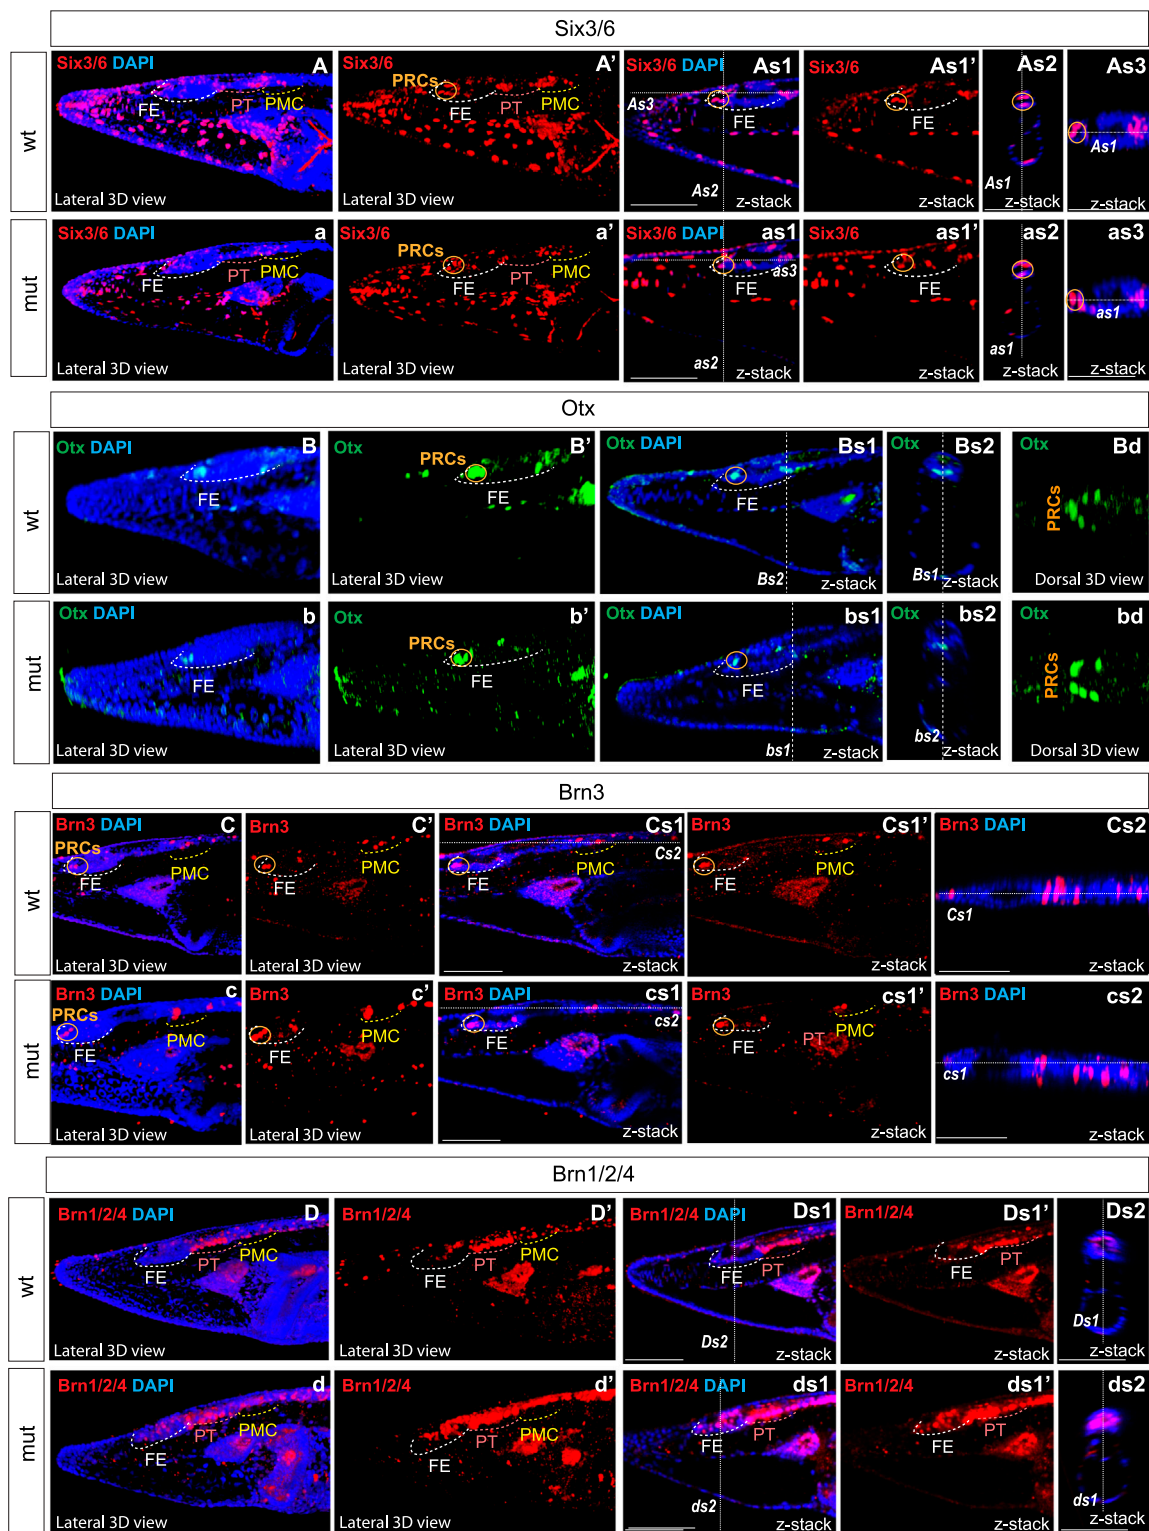 Six3/6
wt
Six3/6 DAPI A
FE PT PMC
Lateral 3D view
Six3/6 A’
PRCs
FE PT PMC
Lateral 3D view
Six3/6 DAPI As1
As3
FE
As2 z-stack
Six3/6 As1’
FE
z-stack
As2
As1
z-stack
As3
As1
z-stack
mut
Six3/6 DAPI a
FE PT PMC
Lateral 3D view
Six3/6 a’
PRCs
FE PT PMC
Lateral 3D view
Six3/6 DAPI as1
as3
FE
as2 z-stack
Six3/6 as1’
FE
z-stack
as2
as1
z-stack
as3
as1
z-stack
Otx
wt
Otx DAPI B
FE
Lateral 3D view
Otx B’
PRCs
FE
Lateral 3D view
Otx DAPI Bs1
FE
Bs2 z-stack
Otx Bs2
Bs1
z-stack
Otx Bd
PRCs
Dorsal 3D view
mut
Otx DAPI b
FE
Lateral 3D view
Otx b’
PRCs
FE
Lateral 3D view
Otx DAPI bs1
FE
bs1 z-stack
Otx bs2
bs2
z-stack
Otx bd
PRCs
Dorsal 3D view
Brn3
wt
Brn3 DAPI C
PRCs
FE PMC
Lateral 3D view
Brn3 C’
FE PMC
Lateral 3D view
Brn3 DAPI Cs1
Cs2
FE
z-stack
Brn3 Cs1’
FE PMC
z-stack
Brn3 DAPI Cs2
Cs1
mut
Brn3 DAPI c
PRCs
FE PMC
Lateral 3D view
Brn3 c’
FE PMC
Lateral 3D view
Brn3 DAPI cs1
cs2
FE
z-stack
Brn3 cs1’
FE PT PMC
z-stack
Brn3 DAPI cs2
cs1
Brn1/2/4
wt
Brn1/2/4 DAPI D
FE PT PMC
Lateral 3D view
Brn1/2/4 D’
FE PT PMC
Lateral 3D view
Brn1/2/4 DAPI Ds1
FE PT
Ds2 z-stack
Brn1/2/4 Ds1’
FE PT
z-stack
Ds2
Ds1
z-stack
mut
Brn1/2/4 DAPI d
FE PT PMC
Lateral 3D view
Brn1/2/4 d’
FE PT PMC
Lateral 3D view
Brn1/2/4 DAPI ds1
FE PT
ds2 z-stack
Brn1/2/4 ds1’
FE PT
z-stack
ds2
ds1
z-stack